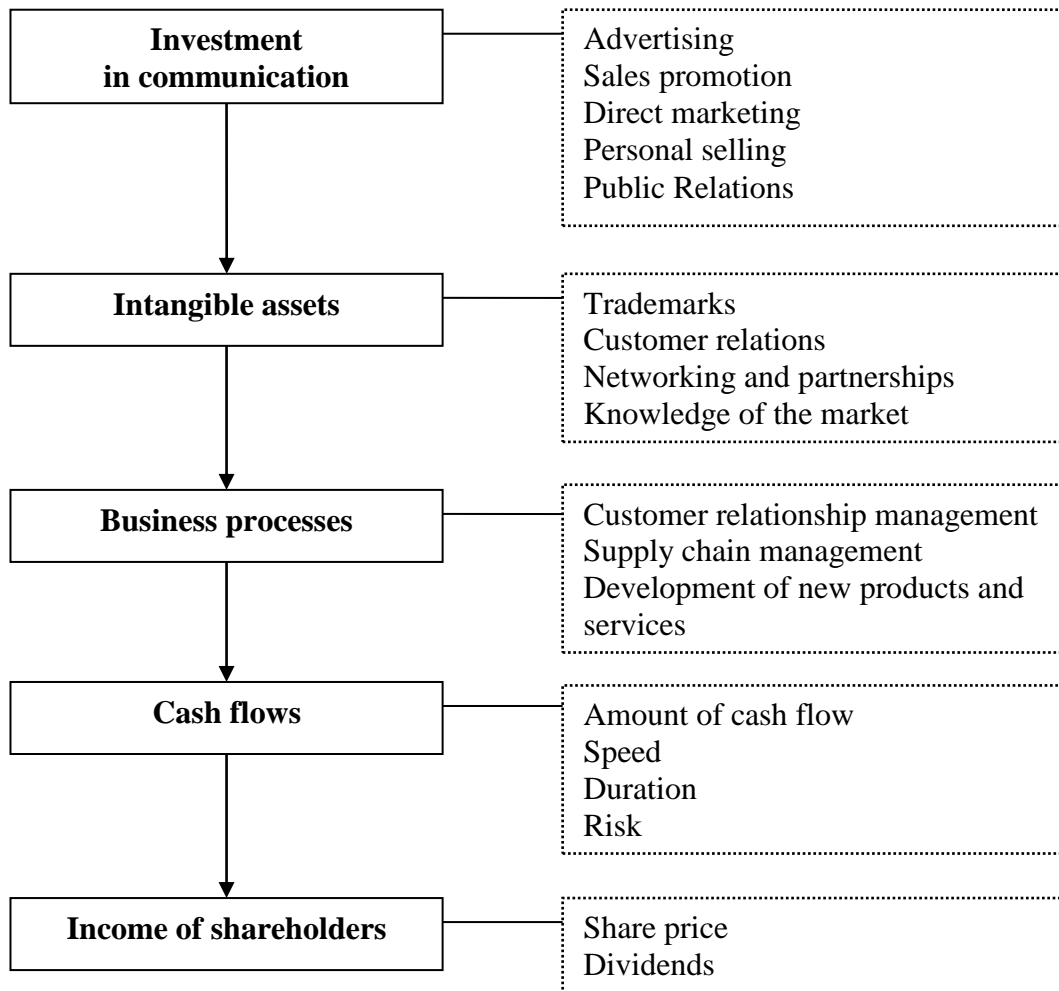 Investment
in communication
Advertising
Sales promotion
Direct marketing
Personal selling
Public Relations
Intangible assets
Trademarks
Customer relations
Networking and partnerships
Knowledge of the market
Business processes
Customer relationship management
Supply chain management
Development of new products and
services
Cash flows
Amount of cash flow
Speed
Duration
Risk
Income of shareholders
Share price
Dividends